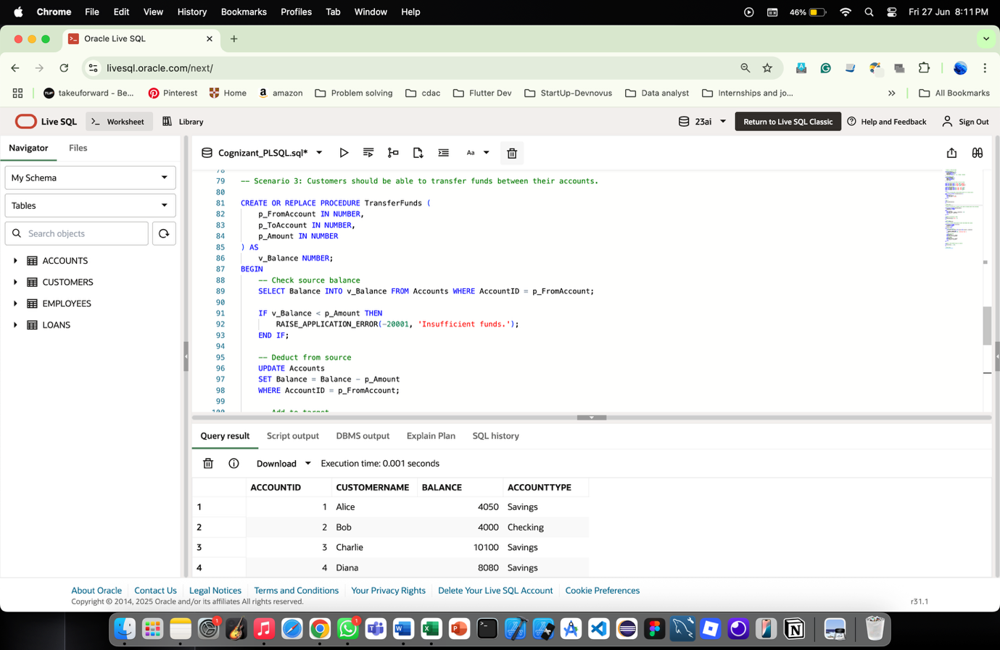 Chrome File Edit View History Bookmarks Profiles Tab Window Help 46% Fri 27 Jun 8:11 PM
Oracle Live SQL
livesql.oracle.com/next/
takeuforward - Be... Pinterest Home amazon Problem solving cdac Flutter Dev StartUp-Devnovus Data analyst Internships and jo... All Bookmarks
Live SQL Worksheet Library 23ai Return to Live SQL Classic Help and Feedback Sign Out
Navigator Files
My Schema
Tables
Search objects
ACCOUNTS
CUSTOMERS
EMPLOYEES
LOANS
Cognizant_PLSQL.sql* Aa
78
79 -- Scenario 3: Customers should be able to transfer funds between their accounts.
80
81 CREATE OR REPLACE PROCEDURE TransferFunds (
82 p_FromAccount IN NUMBER,
83 p_ToAccount IN NUMBER,
84 p_Amount IN NUMBER
85 ) AS
86 v_Balance NUMBER;
87 BEGIN
88 -- Check source balance
89 SELECT Balance INTO v_Balance FROM Accounts WHERE AccountID = p_FromAccount;
90
91 IF v_Balance < p_Amount THEN
92 RAISE_APPLICATION_ERROR(-20001, 'Insufficient funds.');
93 END IF;
94
95 -- Deduct from source
96 UPDATE Accounts
97 SET Balance = Balance - p_Amount
98 WHERE AccountID = p_FromAccount;
99
100 -- Add to target
Query result Script output DBMS output Explain Plan SQL history
Download Execution time: 0.001 seconds
ACCOUNTID CUSTOMERNAME BALANCE ACCOUNTTYPE
1 1 Alice 4050 Savings
2 2 Bob 4000 Checking
3 3 Charlie 10100 Savings
4 4 Diana 8080 Savings
About Oracle Contact Us Legal Notices Terms and Conditions Your Privacy Rights Delete Your Live SQL Account Cookie Preferences
Copyright © 2014, 2025 Oracle and/or its affiliates All rights reserved.
r31.1